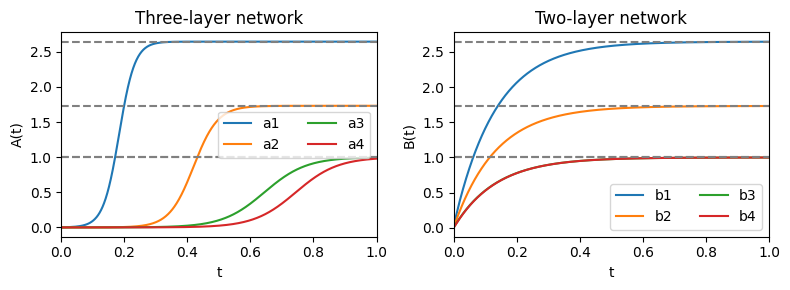 Three-layer network
A(t)
2.5
2.0
1.5
1.0
0.5
0.0
a1 a3
a2 a4
0.0 0.2 0.4 0.6 0.8 1.0
t
Two-layer network
B(t)
2.5
2.0
1.5
1.0
0.5
0.0
b1 b3
b2 b4
0.0 0.2 0.4 0.6 0.8 1.0
t